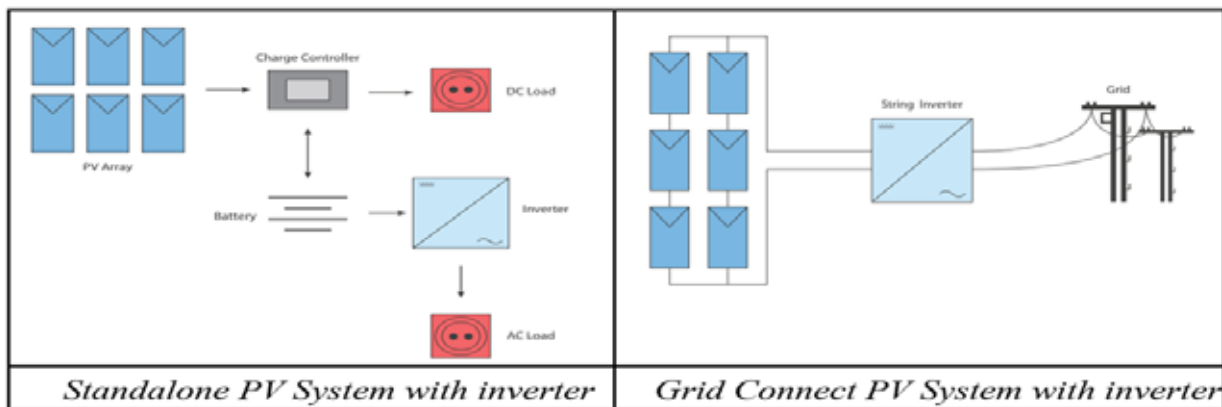 Charge Controller
DC Load
PV Array
Battery
Inverter
AC Load
Standalone PV System with inverter
String Inverter
Grid
Grid Connect PV System with inverter